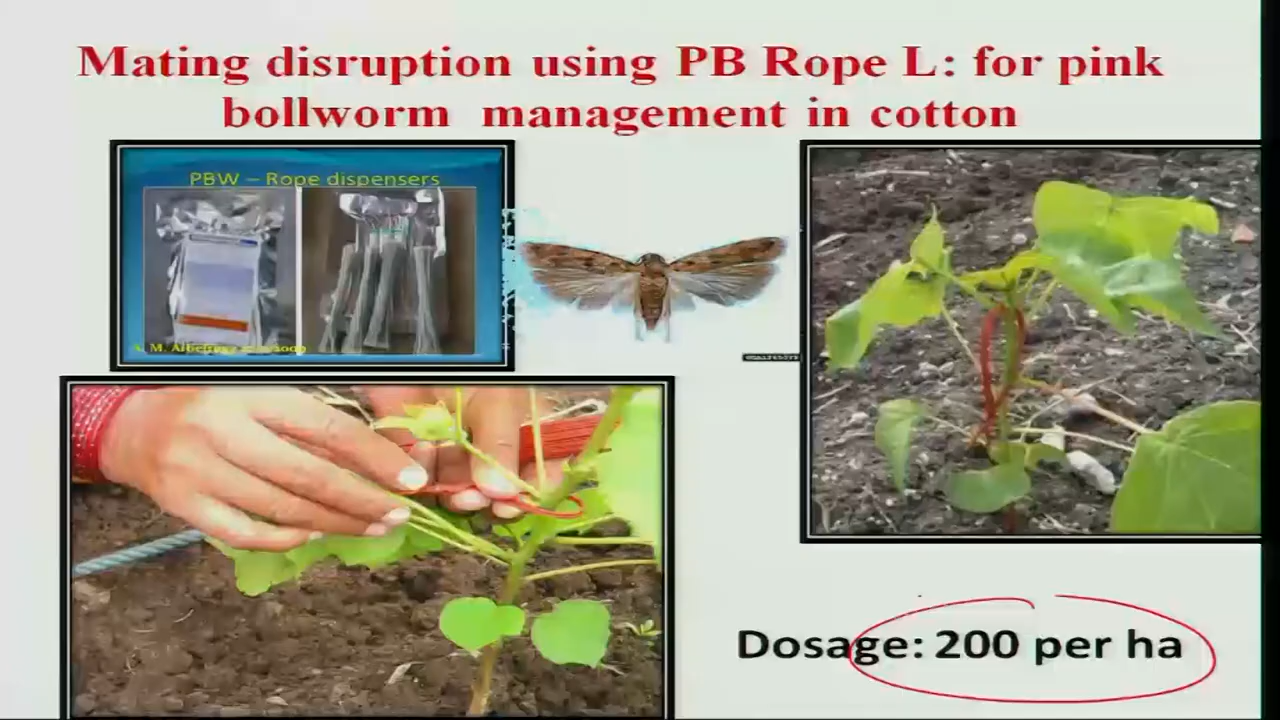 Mating disruption using PB Rope L: for pink
bollworm management in cotton
PBW – Rope dispensers
Dosage: 200 per ha